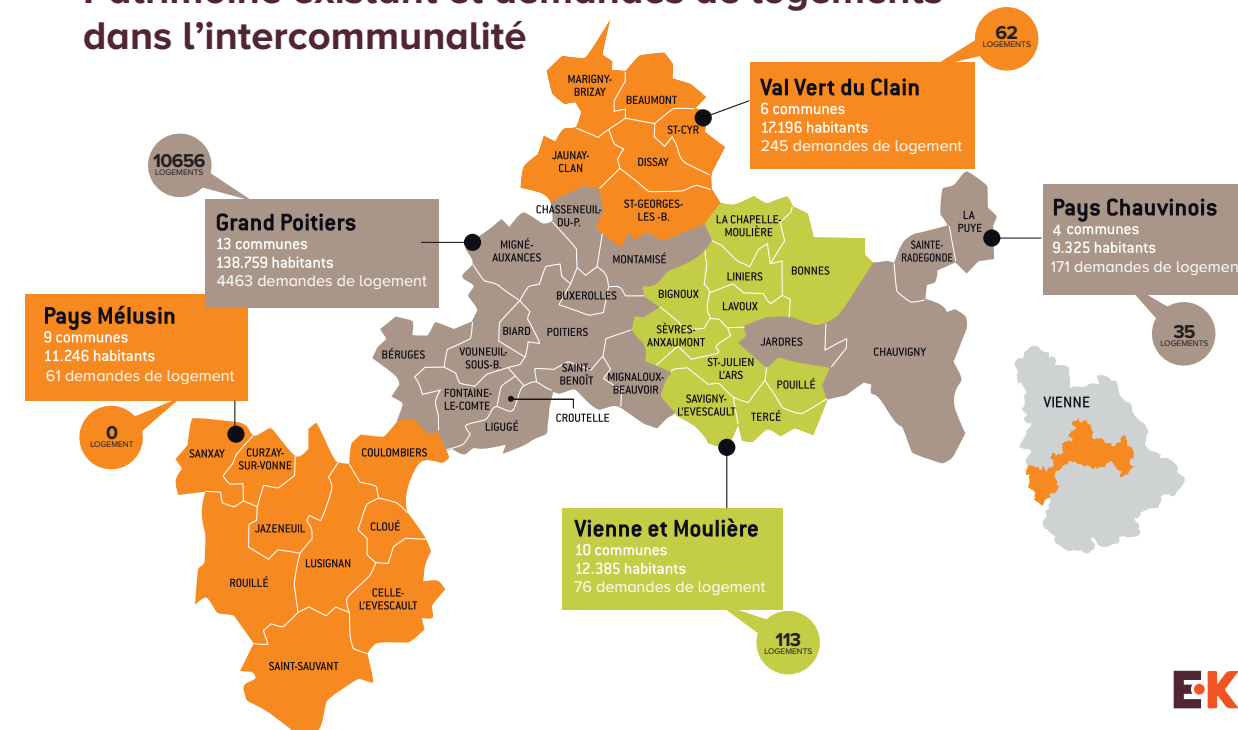 Patrimoine existant et demandes de logements
dans l'intercommunalité
62
LOGEMENTS
Val Vert du Clain
6 communes
17.196 habitants
245 demandes de logement
10656
LOGEMENTS
Grand Poitiers
13 communes
138.759 habitants
4463 demandes de logement
Pays Chauvinois
4 communes
9.325 habitants
171 demandes de logemen
35
LOGEMENTS
Pays Mélusin
9 communes
11.246 habitants
61 demandes de logement
0
LOGEMENT
Vienne et Moulière
10 communes
12.385 habitants
76 demandes de logement
113
LOGEMENTS
MARIGNY-
BRIZAY
BEAUMONT
ST-CYR
JAUNAY-
CLAN
DISSAY
ST-GEORGES-
LES -B.
CHASSENEUIL-
DU-P.
MIGNÉ-
AUXANCES
MONTAMISÉ
BUXEROLLES
BIARD
POITIERS
BÉRUGES
VOUNEUIL-
SOUS-B.
SAINT-
BENOÎT
MIGNALOUX-
BEAUVOIR
FONTAINE-
LE-COMTE
CROUTELLE
LIGUGÉ
LA CHAPELLE-
MOULIÈRE
LINIERS
BONNES
BIGNOUX
LAVOUX
SÈVRES-
ANXAUMONT
JARDRES
ST-JULIEN
L'ARS
POUILLÉ
SAVIGNY-
L'EVESCAULT
TERCÉ
LA
PUYE
SAINTE-
RADEGONDE
CHAUVIGNY
SANXAY
CURZAY-
SUR-VONNE
COULOMBIERS
JAZENEUIL
CLOUÉ
LUSIGNAN
ROUILLÉ
CELLE-
L'EVESCAULT
SAINT-SAUVANT
VIENNE
E•K